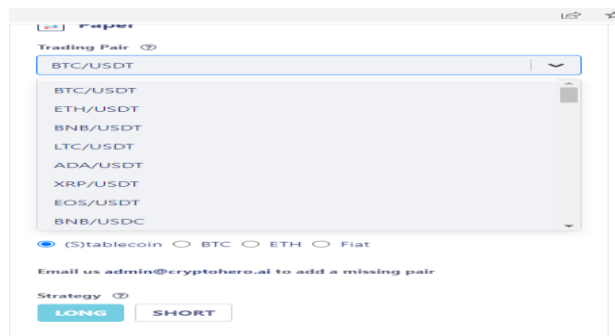 Paper
Trading Pair
BTC/USDT
BTC/USDT
ETH/USDT
BNB/USDT
LTC/USDT
ADA/USDT
XRP/USDT
EOS/USDT
BNB/USDC
(S)tablecoin BTC ETH Fiat
Email us admin@cryptohero.ai to add a missing pair
Strategy
LONG SHORT